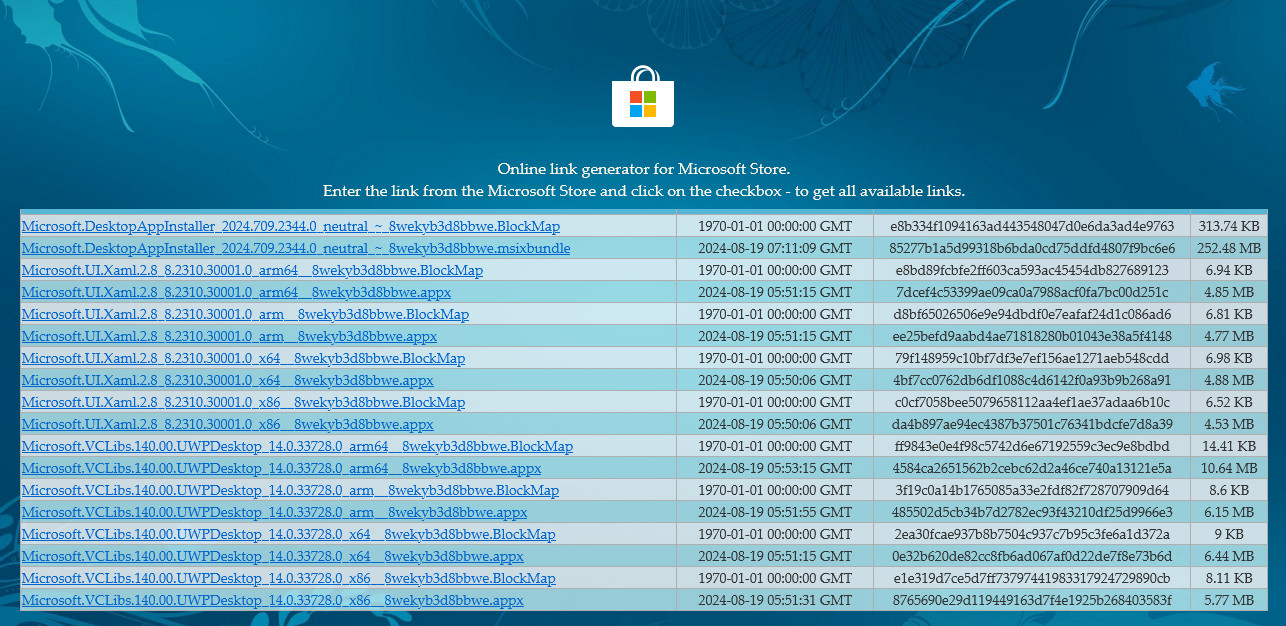 Online link generator for Microsoft Store.
Enter the link from the Microsoft Store and click on the checkbox - to get all available links.
Microsoft.DesktopAppInstaller_2024.709.2344.0_neutral_~_8wekyb3d8bbwe.BlockMap 1970-01-01 00:00:00 GMT e8b334f1094163ad443548047d0e6da3ad4e9763 313.74 KB
Microsoft.DesktopAppInstaller_2024.709.2344.0_neutral_~_8wekyb3d8bbwe.msixbundle 2024-08-19 07:11:09 GMT 85277b1a5d99318b6bda0cd75ddfd4807f9bc6e6 252.48 MB
Microsoft.UI.Xaml.2.8_8.2310.30001.0_arm64__8wekyb3d8bbwe.BlockMap 1970-01-01 00:00:00 GMT e8bd89fcbfe2ff603ca593ac45454db827689123 6.94 KB
Microsoft.UI.Xaml.2.8_8.2310.30001.0_arm64__8wekyb3d8bbwe.appx 2024-08-19 05:51:15 GMT 7dcef4c53399ae09ca0a7988acf0fa7bc00d251c 4.85 MB
Microsoft.UI.Xaml.2.8_8.2310.30001.0_arm__8wekyb3d8bbwe.BlockMap 1970-01-01 00:00:00 GMT d8bf65026506e9e94dbdf0e7eafaf24d1c086ad6 6.81 KB
Microsoft.UI.Xaml.2.8_8.2310.30001.0_arm__8wekyb3d8bbwe.appx 2024-08-19 05:51:15 GMT ee25befd9aabd4ae71818280b01043e38a5f4148 4.77 MB
Microsoft.UI.Xaml.2.8_8.2310.30001.0_x64__8wekyb3d8bbwe.BlockMap 1970-01-01 00:00:00 GMT 79f148959c10bf7df3e7ef156ae1271aeb548cdd 6.98 KB
Microsoft.UI.Xaml.2.8_8.2310.30001.0_x64__8wekyb3d8bbwe.appx 2024-08-19 05:50:06 GMT 4bf7cc0762db6df1088c4d6142f0a93b9b268a91 4.88 MB
Microsoft.UI.Xaml.2.8_8.2310.30001.0_x86__8wekyb3d8bbwe.BlockMap 1970-01-01 00:00:00 GMT c0cf7058bee5079658112aa4ef1ae37adaa6b10c 6.52 KB
Microsoft.UI.Xaml.2.8_8.2310.30001.0_x86__8wekyb3d8bbwe.appx 2024-08-19 05:50:06 GMT da4b897ae94ec4387b37501c76341bdcfe7d8a39 4.53 MB
Microsoft.VCLibs.140.00.UWPDesktop_14.0.33728.0_arm64__8wekyb3d8bbwe.BlockMap 1970-01-01 00:00:00 GMT ff9843e0e4f98c5742d6e67192559c3ec9e8bdbd 14.41 KB
Microsoft.VCLibs.140.00.UWPDesktop_14.0.33728.0_arm64__8wekyb3d8bbwe.appx 2024-08-19 05:53:15 GMT 4584ca2651562b2cebc62d2a46ce740a13121e5a 10.64 MB
Microsoft.VCLibs.140.00.UWPDesktop_14.0.33728.0_arm__8wekyb3d8bbwe.BlockMap 1970-01-01 00:00:00 GMT 3f19c0a14b1765085a33e2fdf82f728707909d64 8.6 KB
Microsoft.VCLibs.140.00.UWPDesktop_14.0.33728.0_arm__8wekyb3d8bbwe.appx 2024-08-19 05:51:55 GMT 485502d5cb34b7d2782ec93f43210df25d9966e3 6.15 MB
Microsoft.VCLibs.140.00.UWPDesktop_14.0.33728.0_x64__8wekyb3d8bbwe.BlockMap 1970-01-01 00:00:00 GMT 2ea30fcae937b8b7504c937c7b95c3fe6a1d372a 9 KB
Microsoft.VCLibs.140.00.UWPDesktop_14.0.33728.0_x64__8wekyb3d8bbwe.appx 2024-08-19 05:51:15 GMT 0e32b620de82cc8fb6ad067af0d22de7f8e73b6d 6.44 MB
Microsoft.VCLibs.140.00.UWPDesktop_14.0.33728.0_x86__8wekyb3d8bbwe.BlockMap 1970-01-01 00:00:00 GMT e1e319d7ce5d7ff73797441983317924729890cb 8.11 KB
Microsoft.VCLibs.140.00.UWPDesktop_14.0.33728.0_x86__8wekyb3d8bbwe.appx 2024-08-19 05:51:31 GMT 8765690e29d119449163d7f4e1925b268403583f 5.77 MB